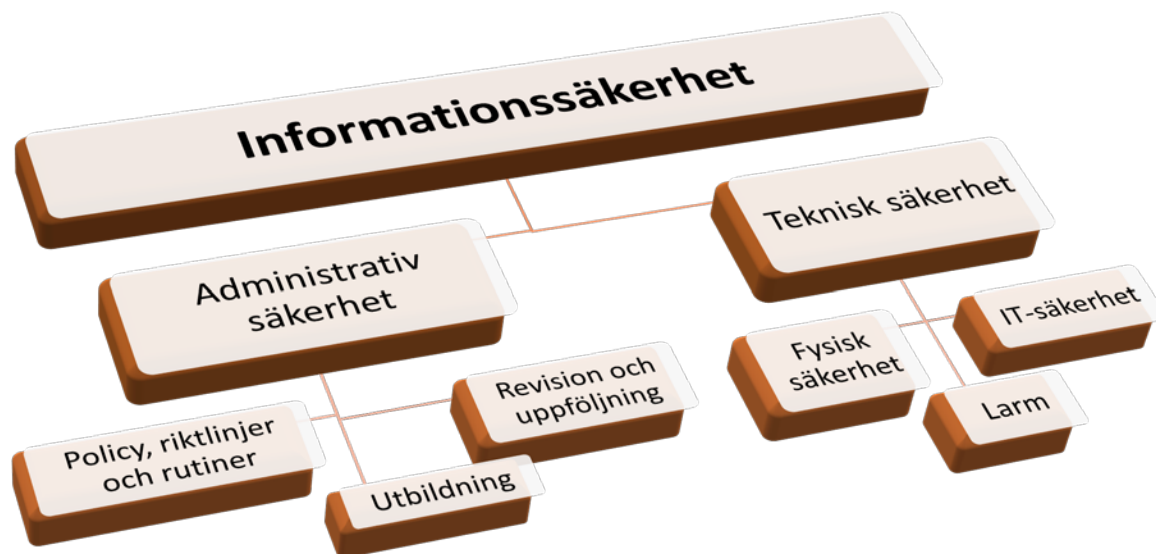 Informationssäkerhet
Administrativ
säkerhet
Teknisk säkerhet
Policy, riktlinjer
och rutiner
Utbildning
Revision och
uppföljning
Fysisk
säkerhet
IT-säkerhet
Larm